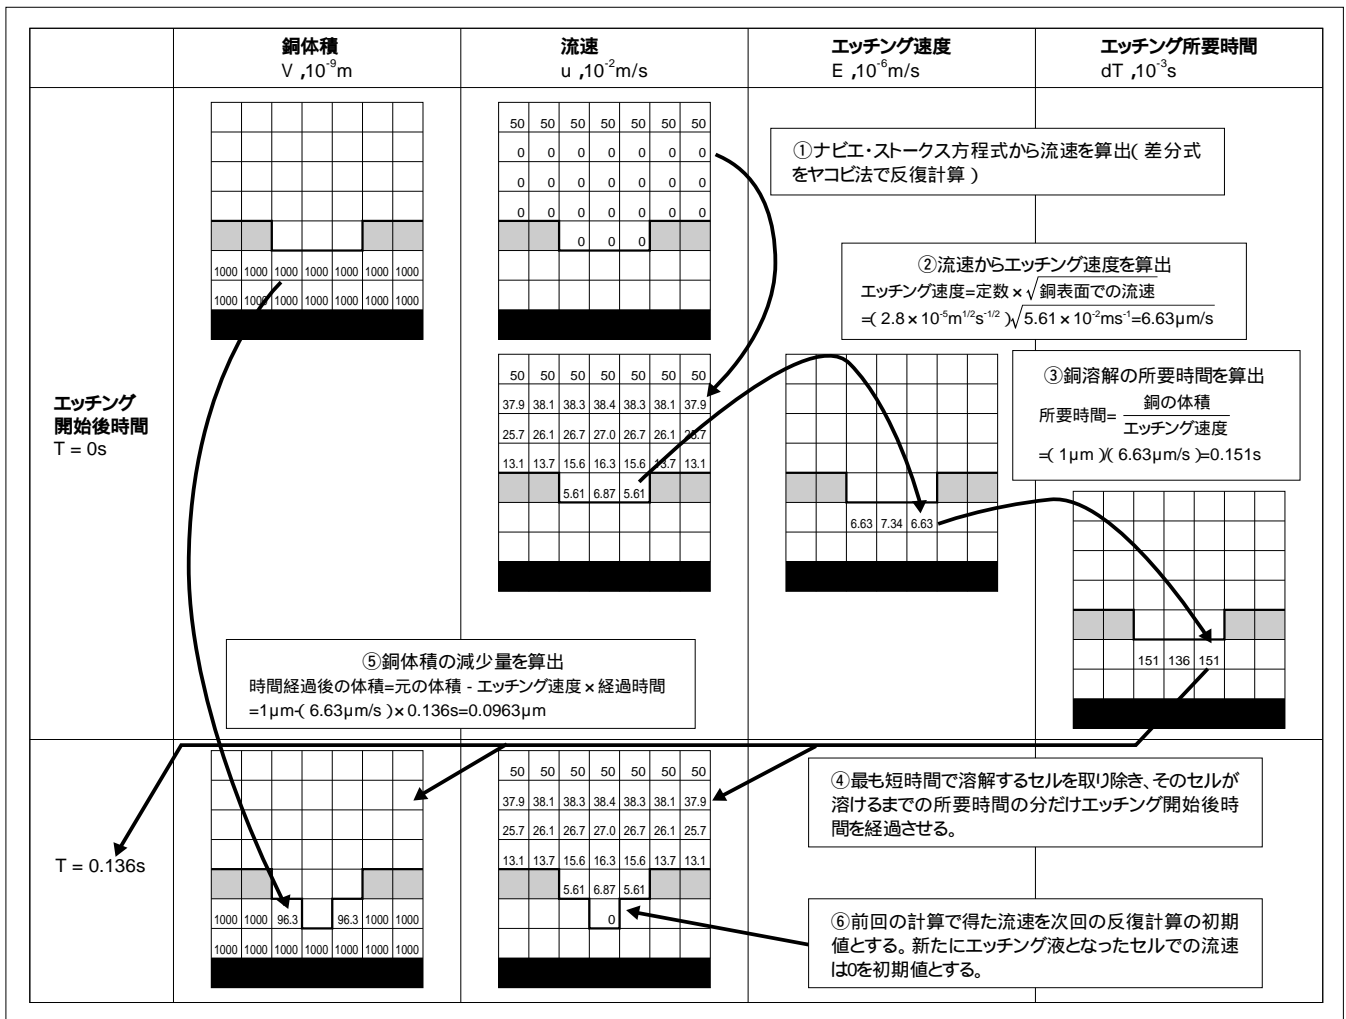 銅体積
V ,10-9m
流速
u ,10-2m/s
エッチング速度
E ,10-6m/s
エッチング所要時間
dT ,10-3s
エッチング
開始後時間
T = 0s
1000 1000 1000 1000 1000 1000 1000
1000 1000 1000 1000 1000 1000 1000
50 50 50 50 50 50 50
0 0 0 0 0 0 0
0 0 0 0 0 0 0
0 0 0 0 0 0 0
0 0 0
①ナビエ・ストークス方程式から流速を算出( 差分式
をヤコビ法で反復計算 )
②流速からエッチング速度を算出
エッチング速度=定数×√銅表面での流速
=( 2.8×10-5m1/2s-1/2 )√5.61×10-2ms-1=6.63μm/s
50 50 50 50 50 50 50
37.9 38.1 38.3 38.4 38.3 38.1 37.9
25.7 26.1 26.7 27.0 26.7 26.1 25.7
13.1 13.7 15.6 16.3 15.6 13.7 13.1
5.61 6.87 5.61
6.63 7.34 6.63
③銅溶解の所要時間を算出
所要時間= 銅の体積
エッチング速度
=( 1μm )/( 6.63μm/s )=0.151s
151 136 151
⑤銅体積の減少量を算出
時間経過後の体積=元の体積 - エッチング速度×経過時間
=1μm-( 6.63μm/s )×0.136s=0.0963μm
T = 0.136s
1000 1000 96.3 96.3 1000 1000
1000 1000 1000 1000 1000 1000 1000
50 50 50 50 50 50 50
37.9 38.1 38.3 38.4 38.3 38.1 37.9
25.7 26.1 26.7 27.0 26.7 26.1 25.7
13.1 13.7 15.6 16.3 15.6 13.7 13.1
5.61 6.87 5.61
0
④最も短時間で溶解するセルを取り除き、そのセルが
溶けるまでの所要時間の分だけエッチング開始後時
間を経過させる。
⑥前回の計算で得た流速を次回の反復計算の初期
値とする。新たにエッチング液となったセルでの流速
は0を初期値とする。